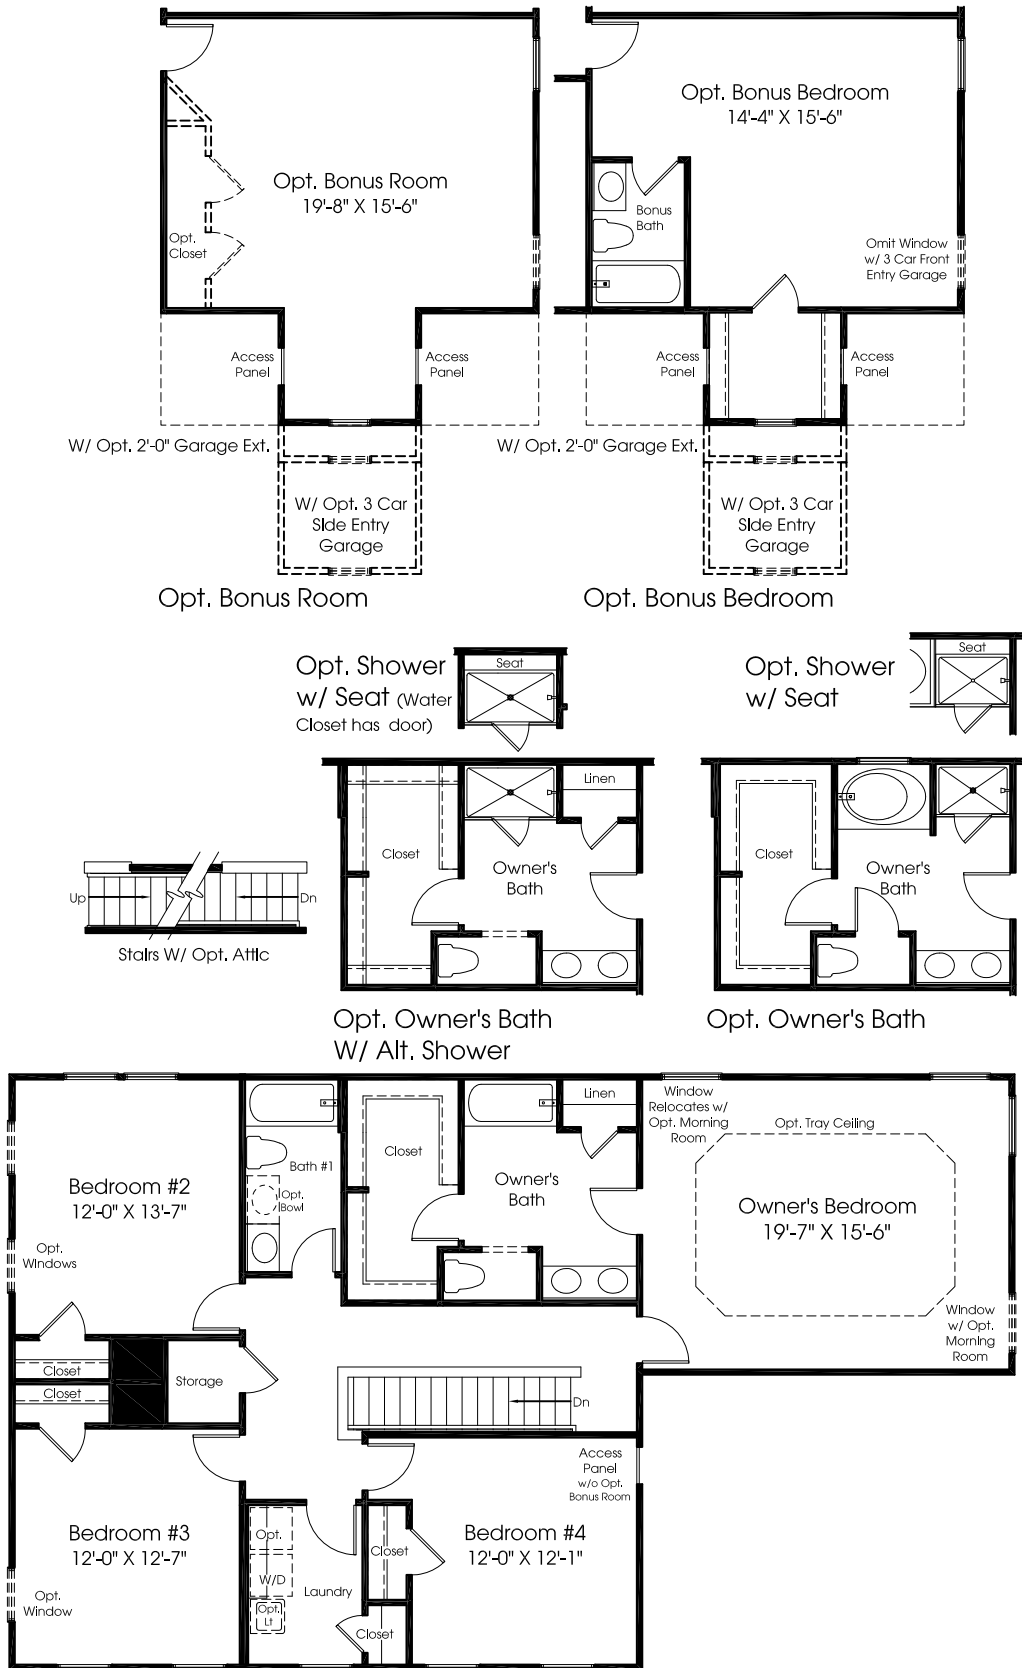 Opt. Bonus Room
19'-8" X 15'-6"
Opt.
Closet
Access
Panel
Access
Panel
W/ Opt. 2'-0" Garage Ext.
W/ Opt. 3 Car
Side Entry
Garage
Opt. Bonus Room
Opt. Bonus Bedroom
14'-4" X 15'-6"
Bonus
Bath
Omit Window
w/ 3 Car Front
Entry Garage
Access
Panel
Access
Panel
W/ Opt. 2'-0" Garage Ext.
W/ Opt. 3 Car
Side Entry
Garage
Opt. Bonus Bedroom
Opt. Shower
w/ Seat (Water
Closet has door)
Seat
Opt. Shower
w/ Seat
Seat
Up
Dn
Stairs W/ Opt. Attic
Closet
Linen
Owner's
Bath
Opt. Owner's Bath
W/ Alt. Shower
Closet
Owner's
Bath
Opt. Owner's Bath
Bedroom #2
12'-0" X 13'-7"
Opt.
Windows
Bath #1
Opt.
Bowl
Closet
Linen
Owner's
Bath
Window
Relocates w/
Opt. Morning
Room
Opt. Tray Ceiling
Owner's Bedroom
19'-7" X 15'-6"
Window
w/ Opt.
Morning
Room
Closet
Closet
Storage
Dn
Access
Panel
w/o Opt.
Bonus Room
Bedroom #3
12'-0" X 12'-7"
Opt.
Window
Opt.
W/D
Opt.
Lt
Laundry
Closet
Closet
Bedroom #4
12'-0" X 12'-1"